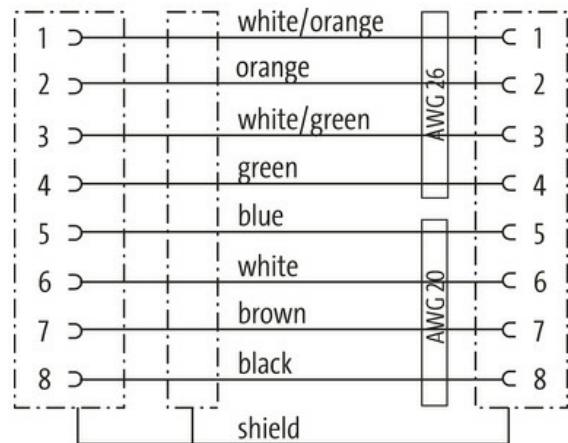 1 white/orange 1
2 orange 2
3 white/green 3
4 green 4
5 blue 5
6 white 6
7 brown 7
8 black 8
shield
AWG 26
AWG 20